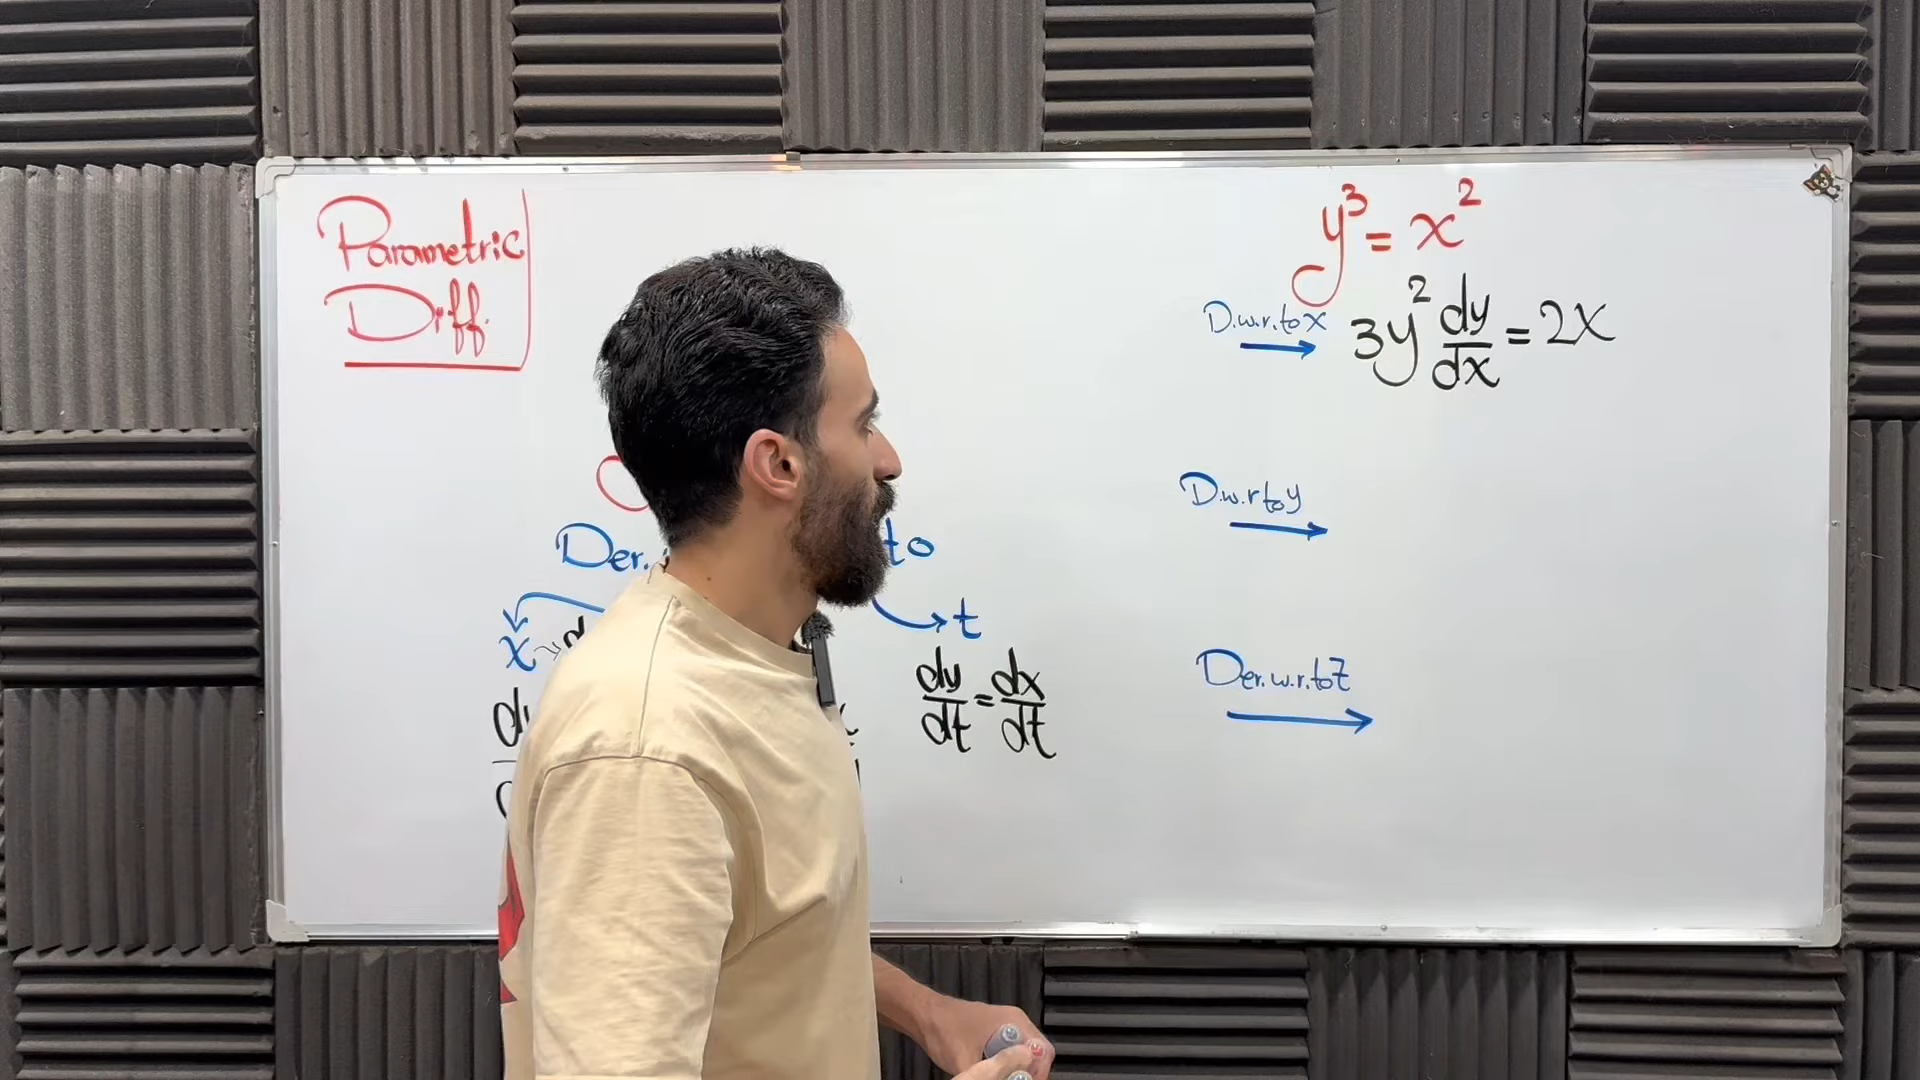 Parametric
Diff.
Der. to
x t
dy/dt = dx/dt
y³ = x²
D.w.r.to x 3y² dy/dx = 2x
D.w.r.to y
Der.w.r.to z